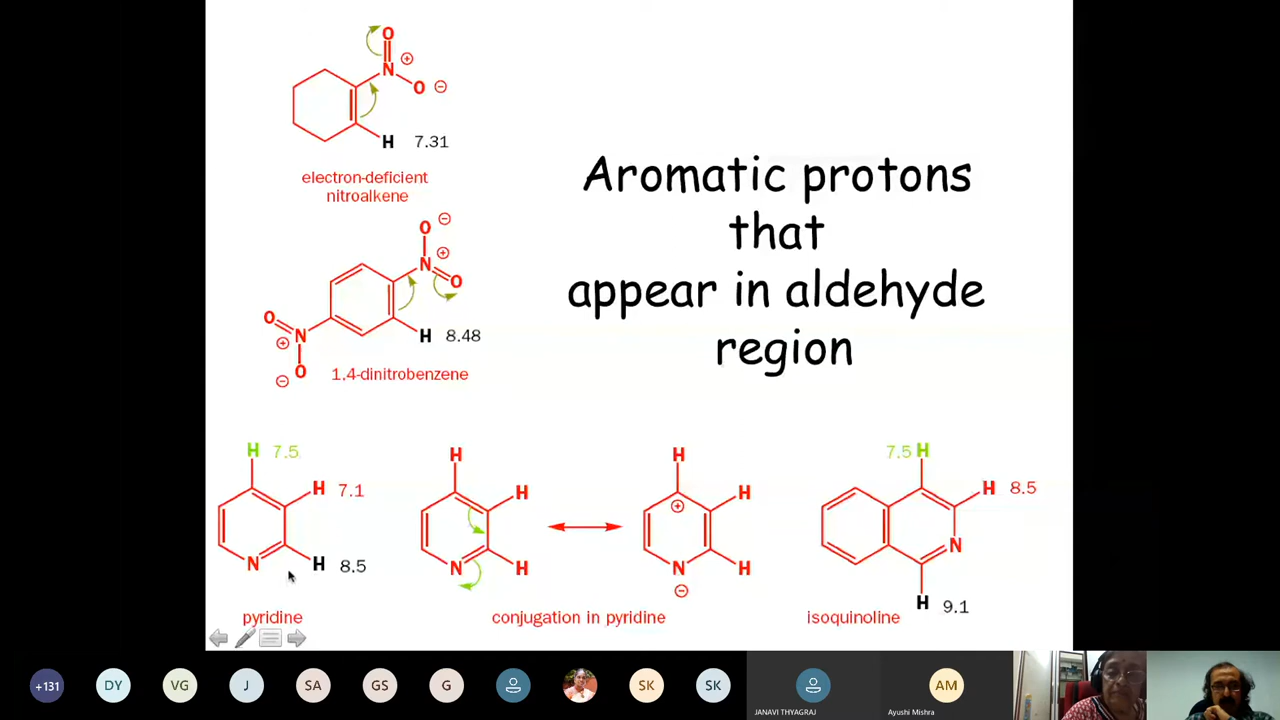 O
N
⊕
O
⊖
H 7.31
electron-deficient
nitroalkene
O
⊖
N
⊕
O
O
N
⊕
O
⊖
H 8.48
1,4-dinitrobenzene
Aromatic protons
that
appear in aldehyde
region
H 7.5
H 7.1
N
H 8.5
pyridine
H
H
N
H
H
⊕
H
N
⊖
H
conjugation in pyridine
7.5 H
H 8.5
N
H 9.1
isoquinoline
+131
DY
VG
J
SA
GS
G
SK
SK
JANAVI THYAGRAJ
AM
Ayushi Mishra